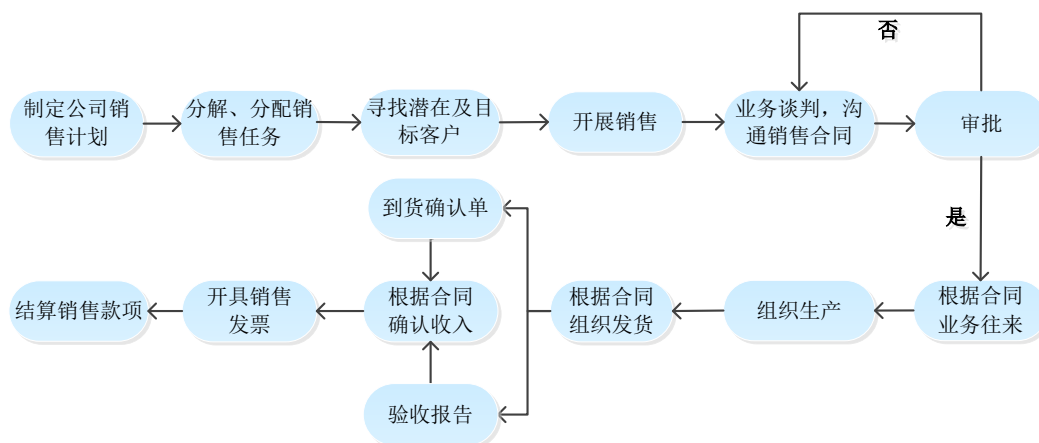 否
制定公司销
售计划
分解、分配销
售任务
寻找潜在及目
标客户
开展销售
业务谈判，沟
通销售合同
审批
是
到货确认单
结算销售款项
开具销售
发票
根据合同
确认收入
根据合同
组织发货
组织生产
根据合同
业务往来
验收报告